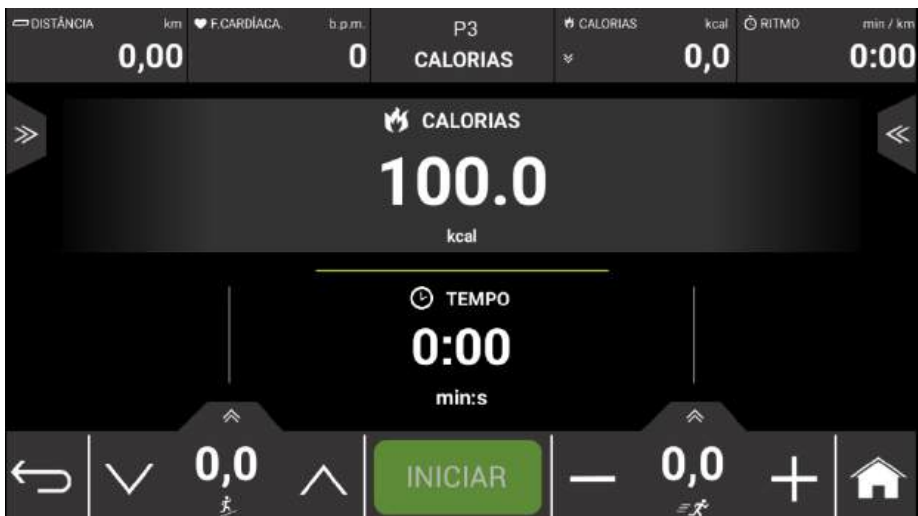 DISTÂNCIA km
0,00
F.CARDÍACA. b.p.m.
0
P3
CALORIAS
CALORIAS kcal
0,0
RITMO min / km
0:00
CALORIAS
100.0
kcal
TEMPO
0:00
min:s
0,0
INICIAR
0,0